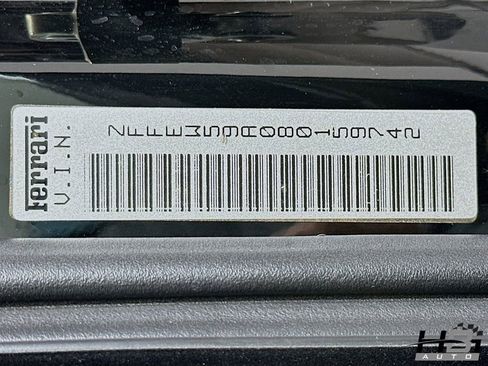 Ferrari
V.I.N.
ZFFEW59A080159742
H&I
AUTO